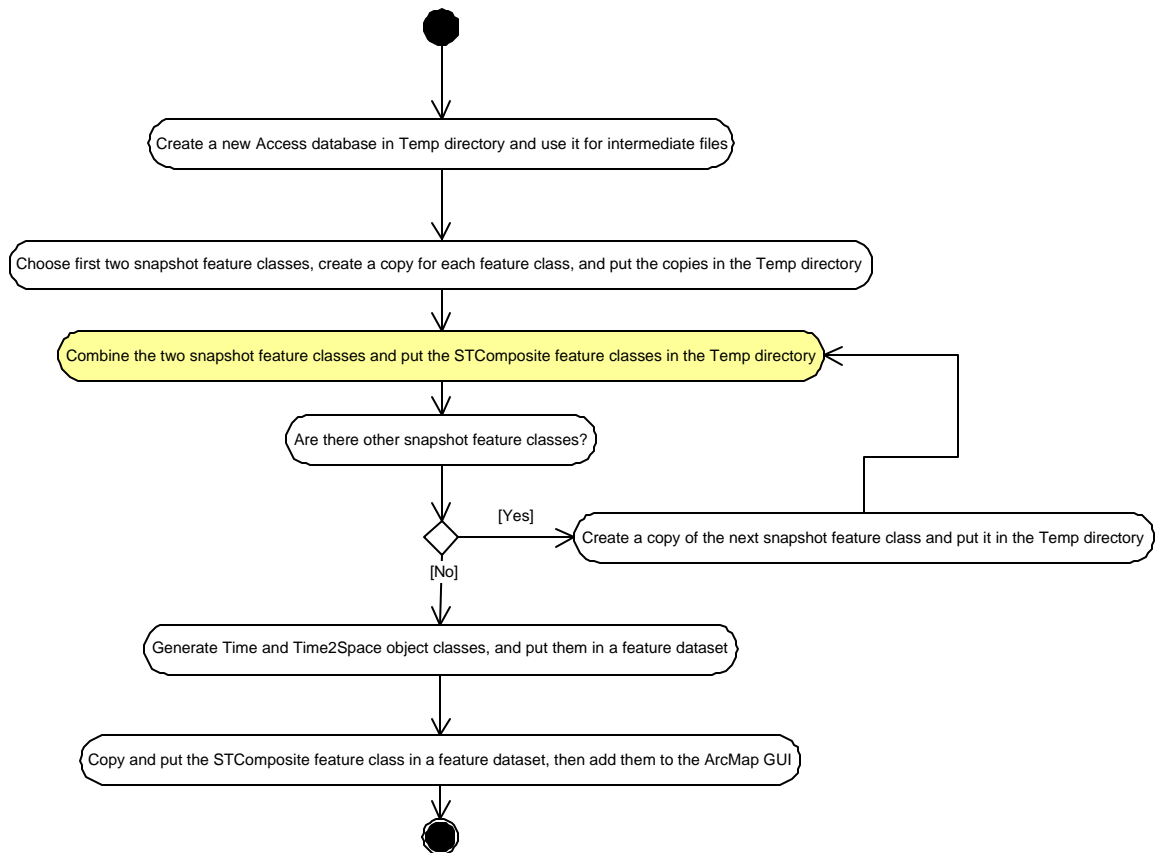 Create a new Access database in Temp directory and use it for intermediate files
Choose first two snapshot feature classes, create a copy for each feature class, and put the copies in the Temp directory
Combine the two snapshot feature classes and put the STComposite feature classes in the Temp directory
Are there other snapshot feature classes?
[Yes]
Create a copy of the next snapshot feature class and put it in the Temp directory
[No]
Generate Time and Time2Space object classes, and put them in a feature dataset
Copy and put the STComposite feature class in a feature dataset, then add them to the ArcMap GUI